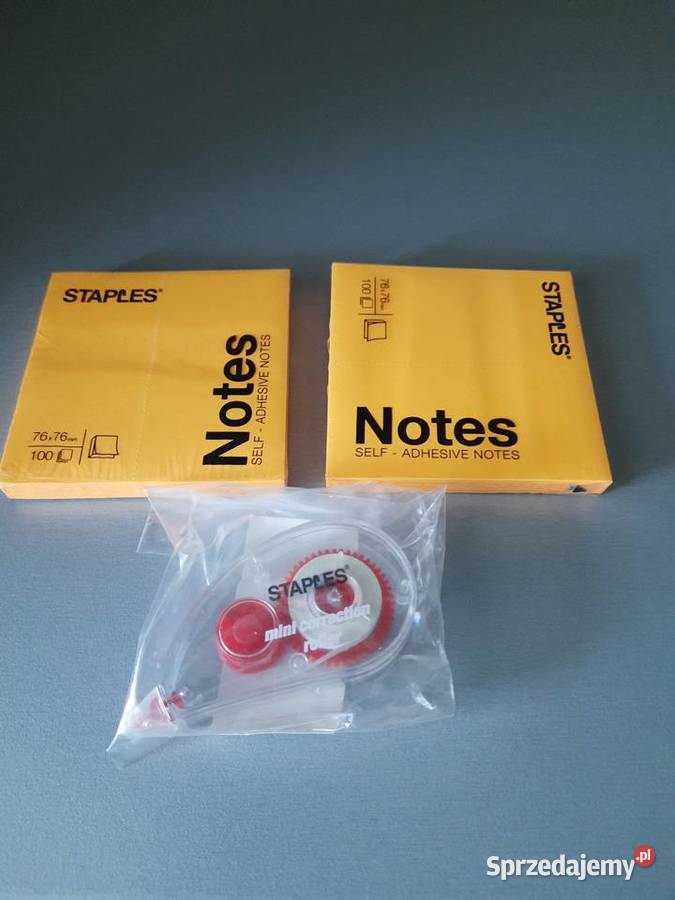 STAPLES®
Notes
SELF - ADHESIVE NOTES
76x76mm
100
76x76mm
100
STAPLES®
Notes
SELF - ADHESIVE NOTES
STAPLES®
mini correction
roller
Sprzedajemy.pl